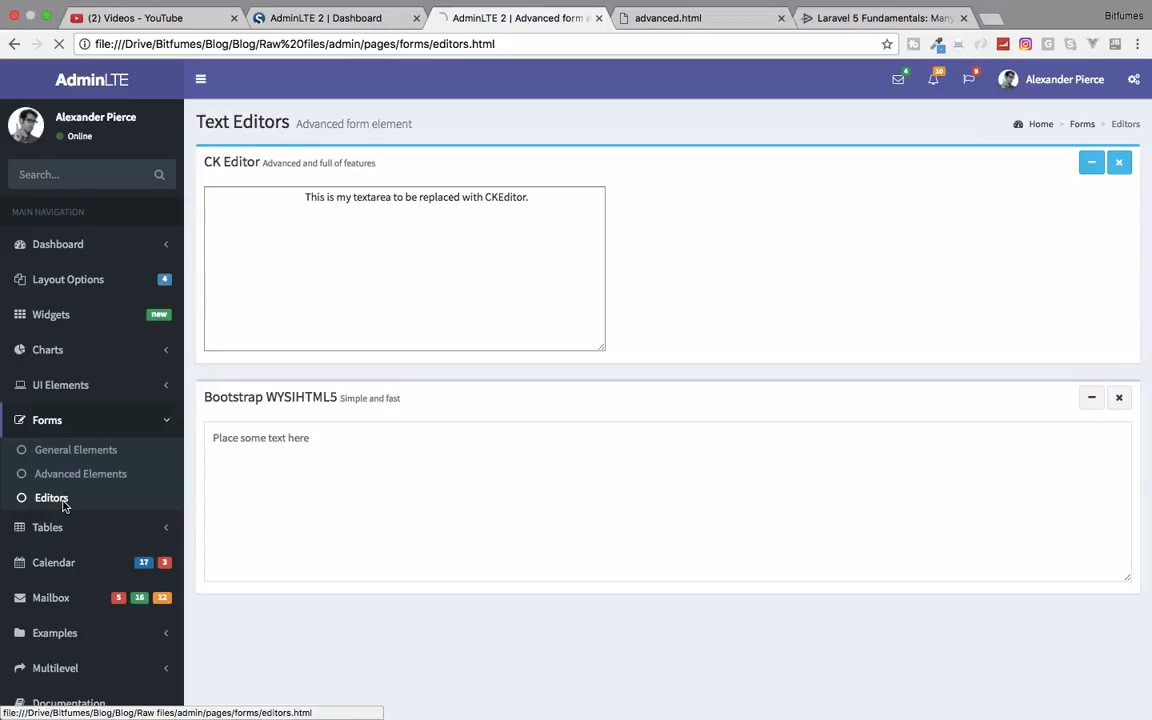 (2) Videos - YouTube
AdminLTE 2 | Dashboard
AdminLTE 2 | Advanced form e
advanced.html
Laravel 5 Fundamentals: Many
Bitfumes
file:///Drive/Bitfumes/Blog/Blog/Raw%20files/admin/pages/forms/editors.html
AdminLTE
4
10
9
Alexander Pierce
Alexander Pierce
Online
Search...
MAIN NAVIGATION
Dashboard
Layout Options 4
Widgets new
Charts
UI Elements
Forms
General Elements
Advanced Elements
Editors
Tables
Calendar 17 3
Mailbox 5 16 12
Examples
Multilevel
Documentation
Text Editors Advanced form element
Home > Forms > Editors
CK Editor Advanced and full of features
This is my textarea to be replaced with CKEditor.
Bootstrap WYSIHTML5 Simple and fast
Place some text here
file:///Drive/Bitfumes/Blog/Blog/Raw files/admin/pages/forms/editors.html